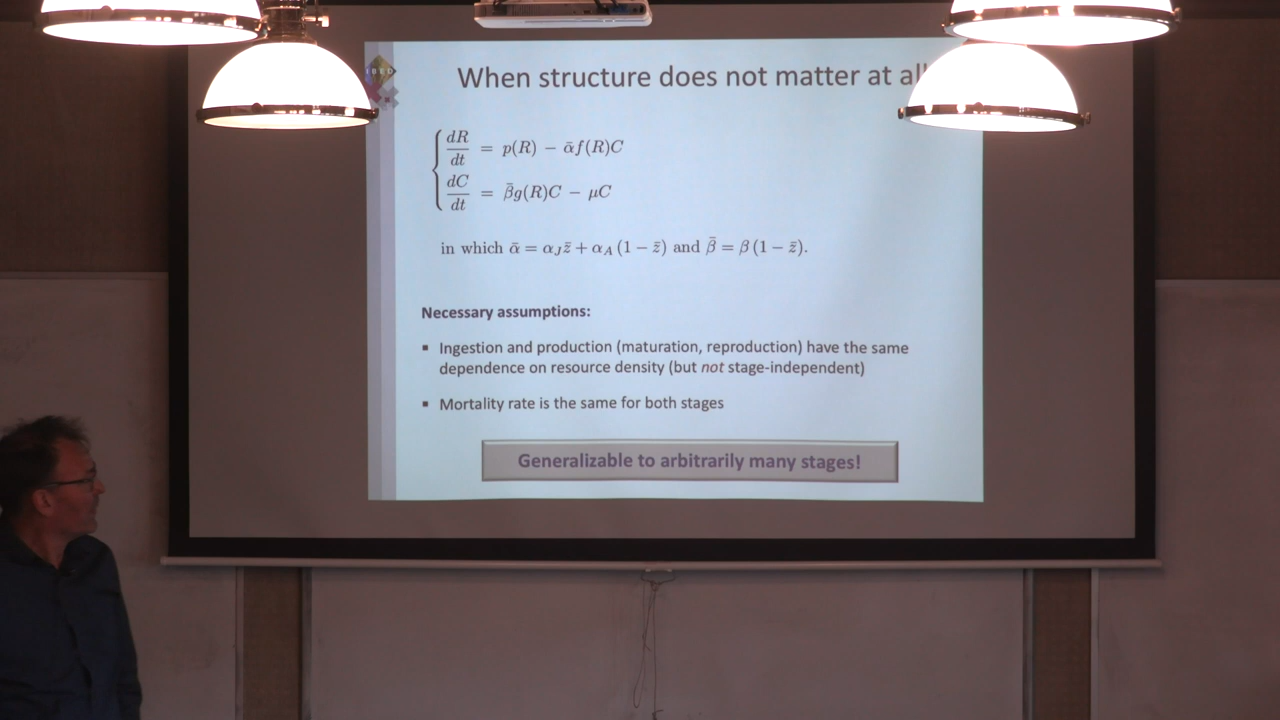 IBED
When structure does not matter at al
dR/dt = p(R) − ᾱf(R)C
dC/dt = β̄g(R)C − μC
in which ᾱ = α_J z̄ + α_A (1 − z̄) and β̄ = β (1 − z̄).
Necessary assumptions:
▪ Ingestion and production (maturation, reproduction) have the same
dependence on resource density (but not stage-independent)
▪ Mortality rate is the same for both stages
Generalizable to arbitrarily many stages!